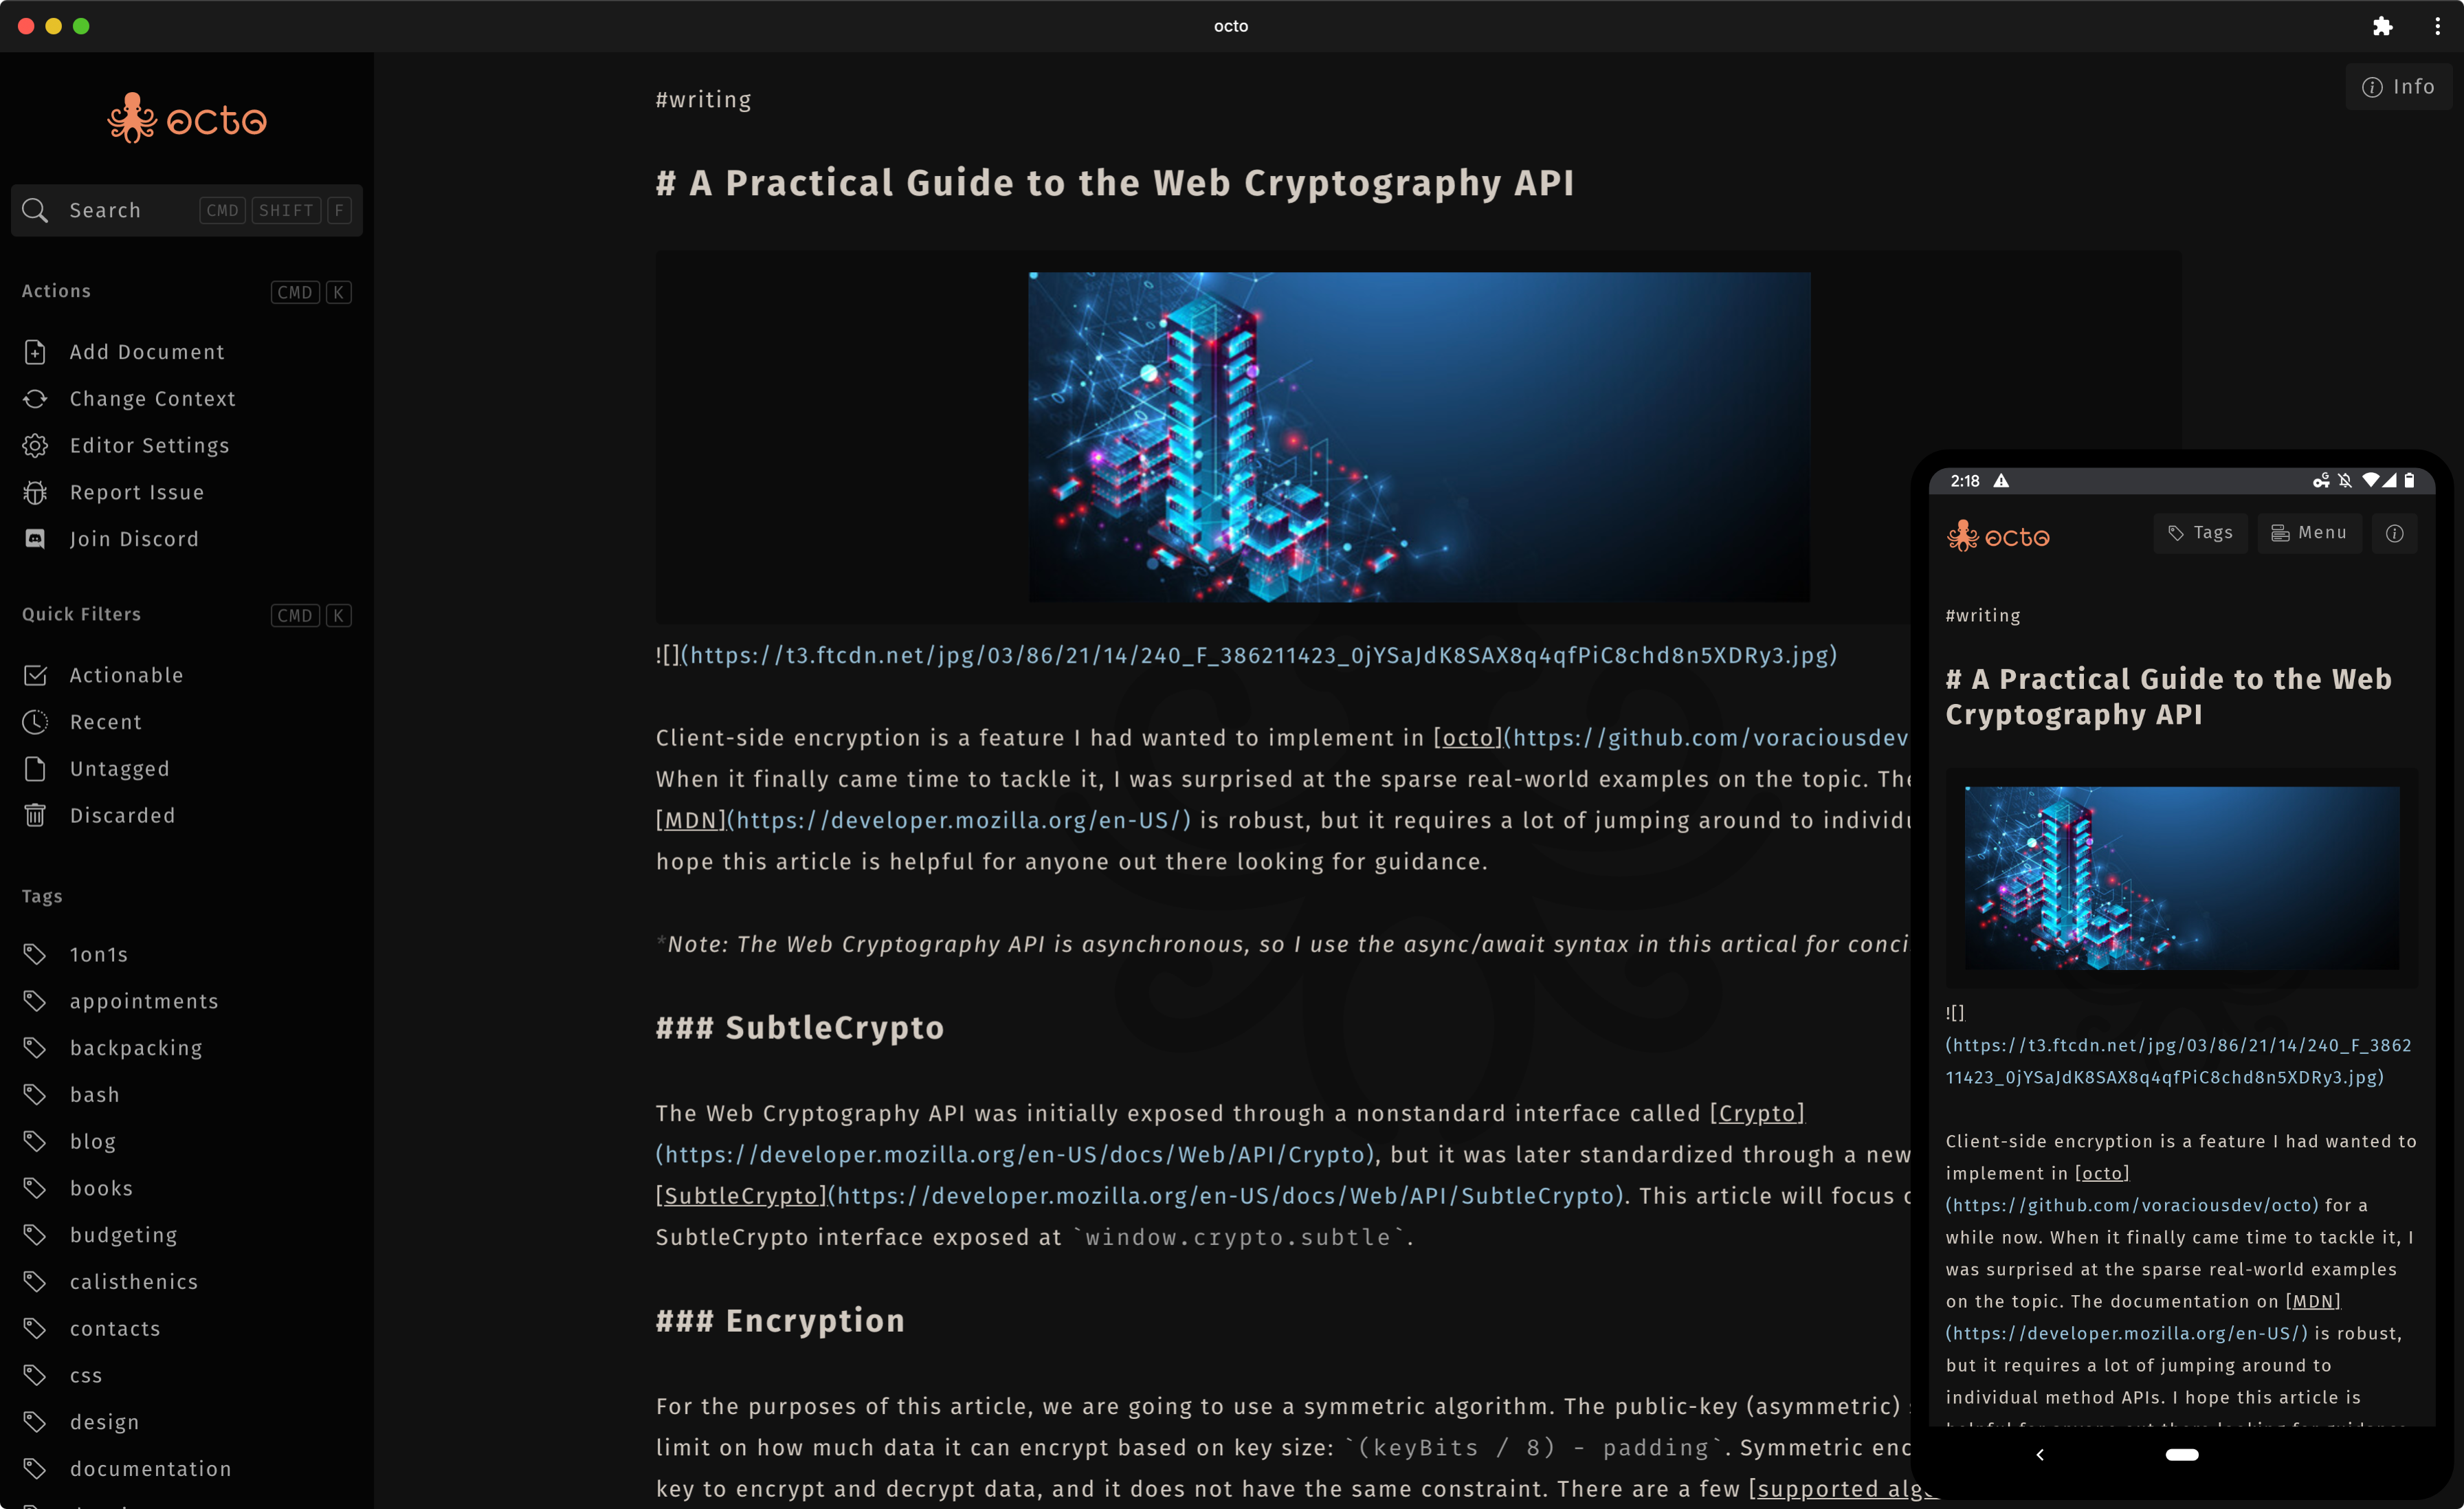 octo
octo
Search CMD SHIFT F
Actions CMD K
Add Document
Change Context
Editor Settings
Report Issue
Join Discord
Quick Filters CMD K
Actionable
Recent
Untagged
Discarded
Tags
1on1s
appointments
backpacking
bash
blog
books
budgeting
calisthenics
contacts
css
design
documentation
Info
#writing
# A Practical Guide to the Web Cryptography API
![](https://t3.ftcdn.net/jpg/03/86/21/14/240_F_386211423_0jYSaJdK8SAX8q4qfPiC8chd8n5XDRy3.jpg)
Client-side encryption is a feature I had wanted to implement in [octo](https://github.com/voraciousdev
When it finally came time to tackle it, I was surprised at the sparse real-world examples on the topic. The
[MDN](https://developer.mozilla.org/en-US/) is robust, but it requires a lot of jumping around to individu
hope this article is helpful for anyone out there looking for guidance.
*Note: The Web Cryptography API is asynchronous, so I use the async/await syntax in this artical for conci
### SubtleCrypto
The Web Cryptography API was initially exposed through a nonstandard interface called [Crypto]
(https://developer.mozilla.org/en-US/docs/Web/API/Crypto), but it was later standardized through a new
[SubtleCrypto](https://developer.mozilla.org/en-US/docs/Web/API/SubtleCrypto). This article will focus
SubtleCrypto interface exposed at `window.crypto.subtle`.
### Encryption
For the purposes of this article, we are going to use a symmetric algorithm. The public-key (asymmetric)
limit on how much data it can encrypt based on key size: `(keyBits / 8) - padding`. Symmetric enc
key to encrypt and decrypt data, and it does not have the same constraint. There are a few [supported algo
2:18
octo Tags Menu
#writing
# A Practical Guide to the Web
Cryptography API
![]
(https://t3.ftcdn.net/jpg/03/86/21/14/240_F_3862
11423_0jYSaJdK8SAX8q4qfPiC8chd8n5XDRy3.jpg)
Client-side encryption is a feature I had wanted to
implement in [octo]
(https://github.com/voraciousdev/octo) for a
while now. When it finally came time to tackle it, I
was surprised at the sparse real-world examples
on the topic. The documentation on [MDN]
(https://developer.mozilla.org/en-US/) is robust,
but it requires a lot of jumping around to
individual method APIs. I hope this article is
helpful for anyone out there looking for guidance